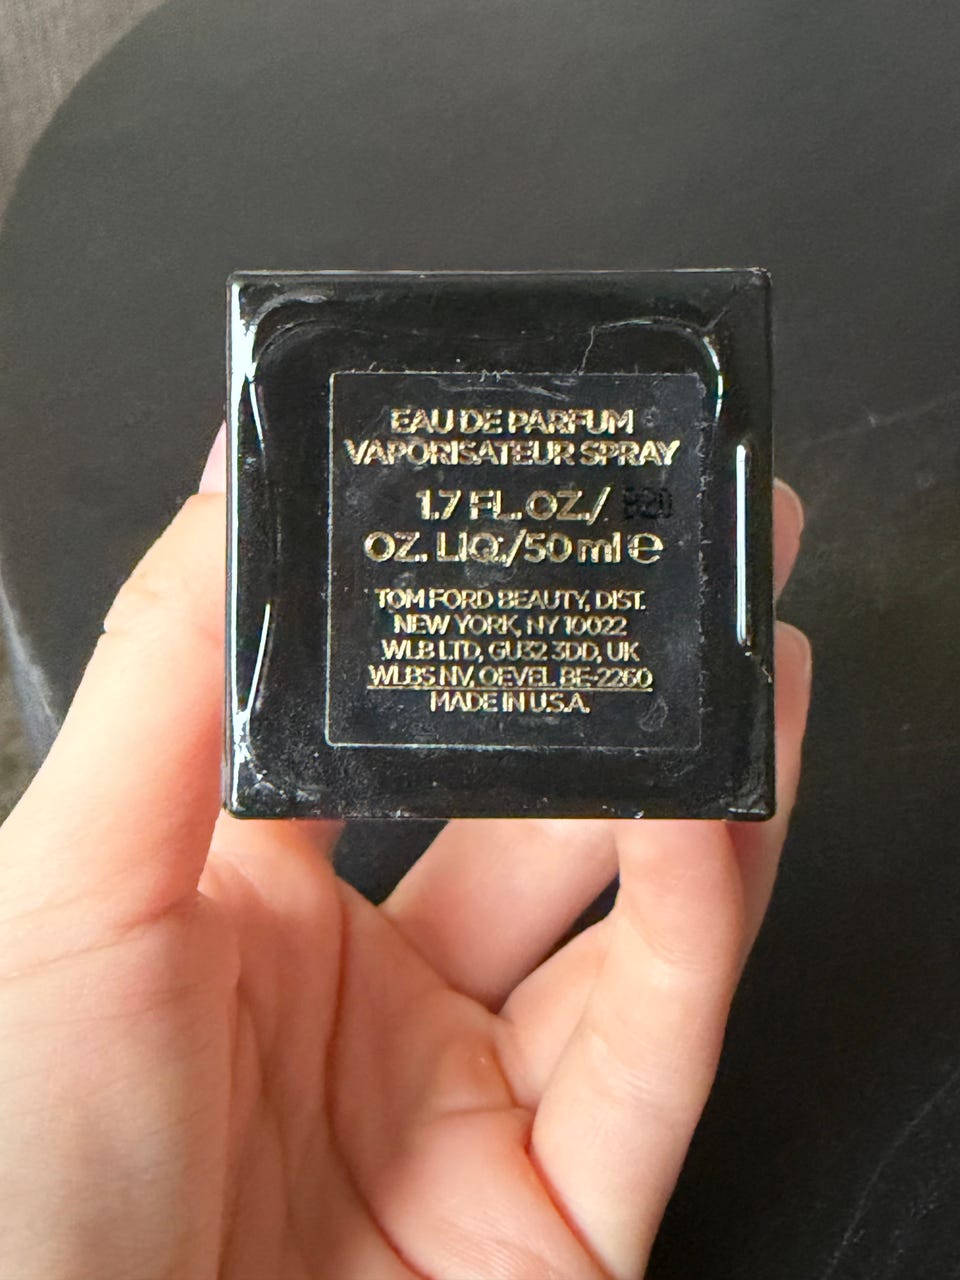 EAU DE PARFUM
VAPORISATEUR SPRAY
1.7 FL. OZ./
OZ. LIQ./50 ml ℮
TOM FORD BEAUTY, DIST.
NEW YORK, NY 10022
WLB LTD, GU32 3DD, UK
WLBS NV, OEVEL BE-2260
MADE IN U.S.A.